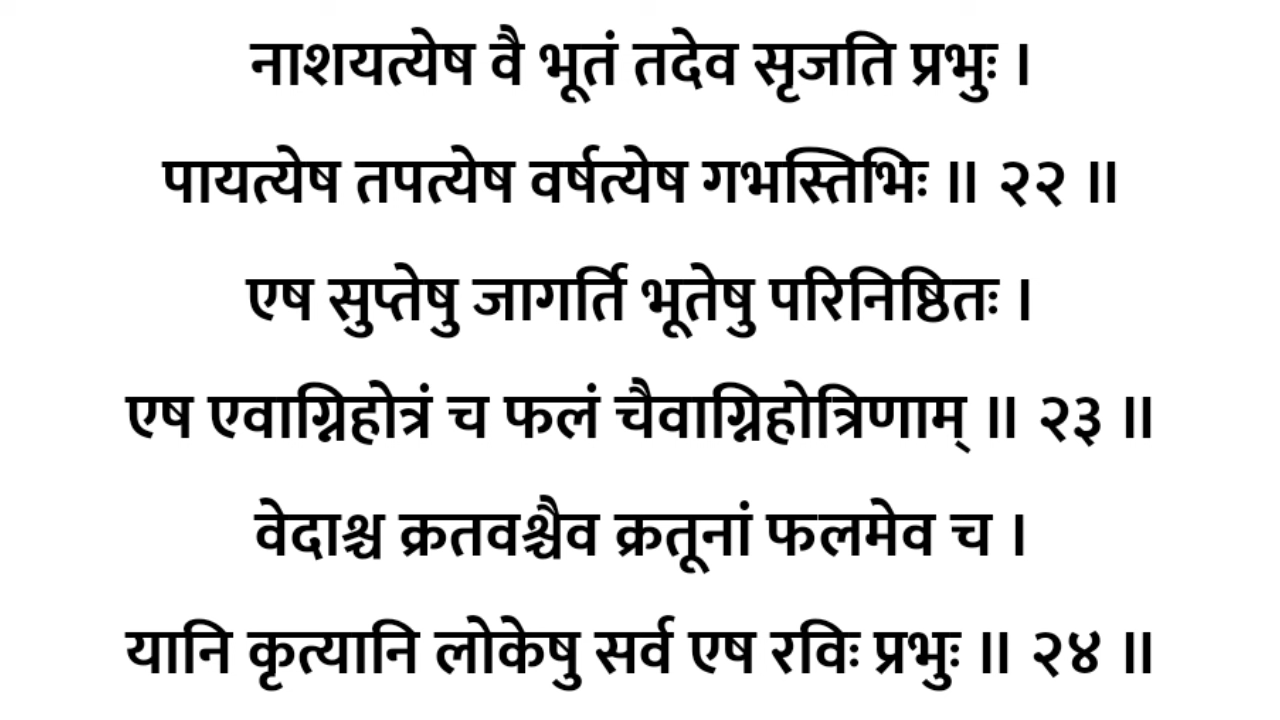 नाशयत्येष वै भूतं तदेव सृजति प्रभुः ।
पायत्येष तपत्येष वर्षत्येष गभस्तिभिः ॥ २२ ॥
एष सुप्तेषु जागर्ति भूतेषु परिनिष्ठितः ।
एष एवाग्निहोत्रं च फलं चैवाग्निहोत्रिणाम् ॥ २३ ॥
वेदाश्च क्रतवश्चैव क्रतूनां फलमेव च ।
यानि कृत्यानि लोकेषु सर्व एष रविः प्रभुः ॥ २४ ॥